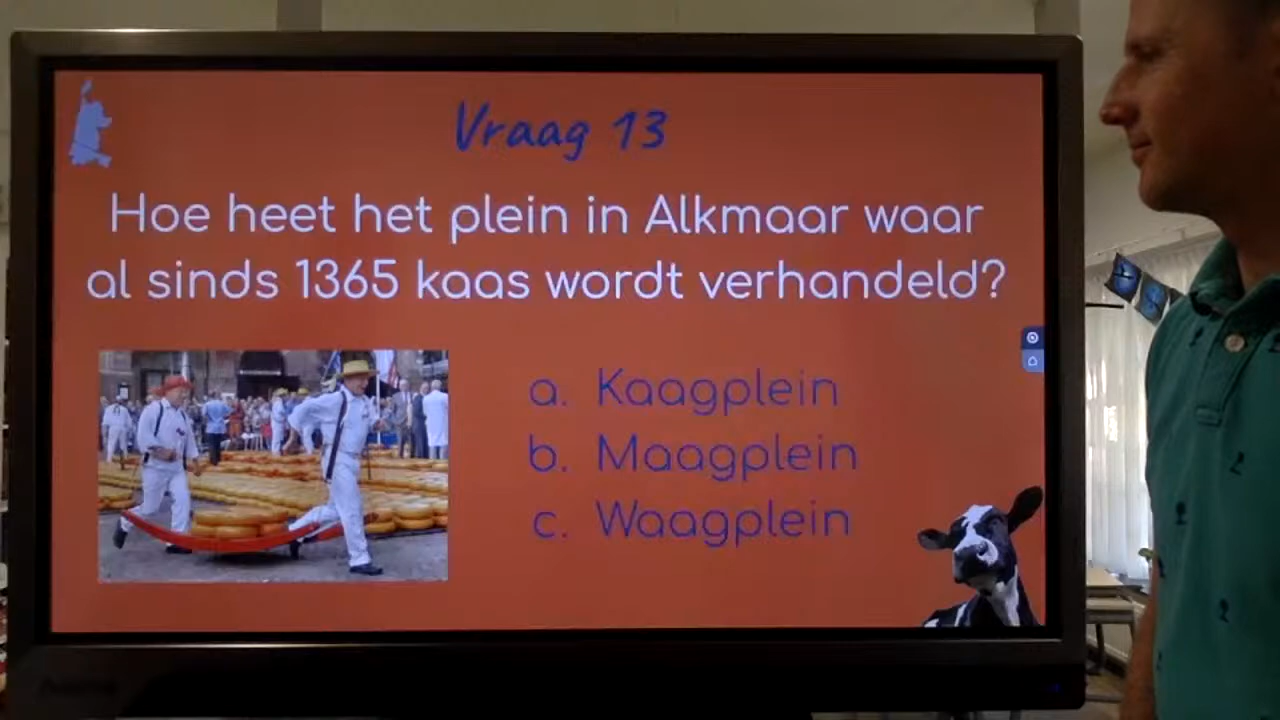 Vraag 13
Hoe heet het plein in Alkmaar waar
al sinds 1365 kaas wordt verhandeld?
a. Kaagplein
b. Maagplein
c. Waagplein